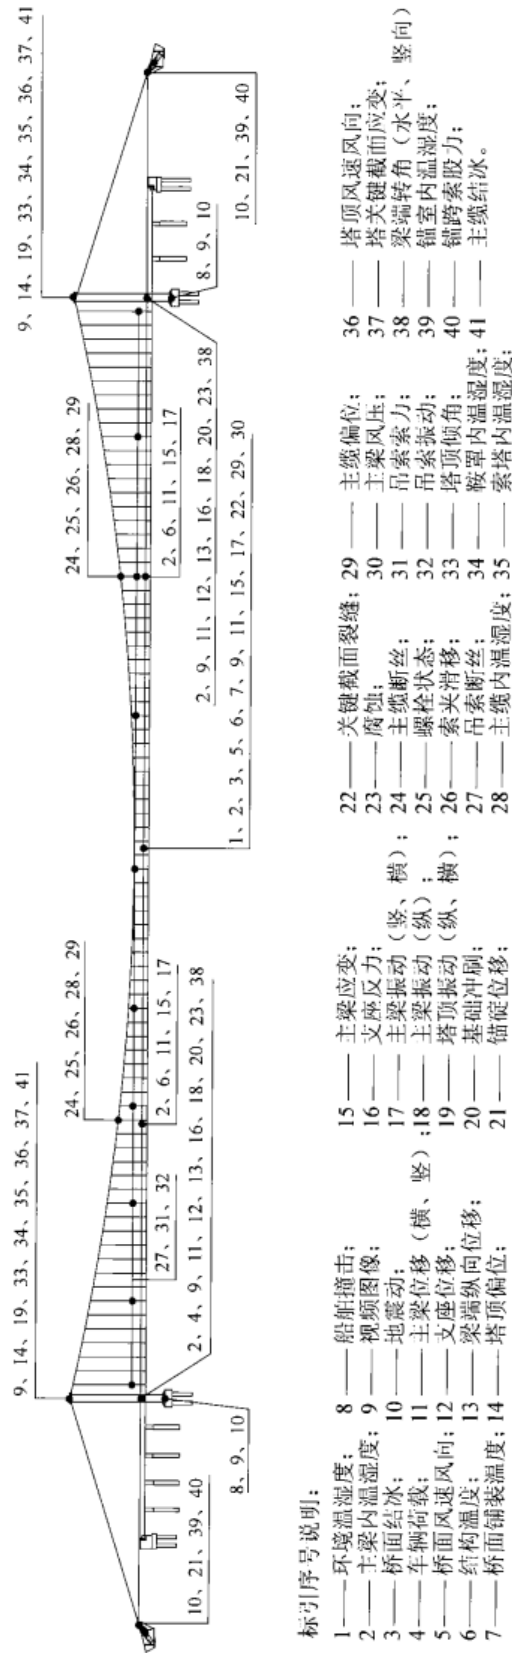 9、14、19、33、34、35、36、37、41
9、14、19、33、34、35、36、37、41
24、25、26、28、29
24、25、26、28、29
27、31、32
2、6、11、15、17
2、6、11、15、17
10、21、39、40
10、21、39、40
8、9、10
8、9、10
2、4、9、11、12、13、16、18、20、23、38
2、9、11、12、13、16、18、20、23、38
1、2、3、5、6、7、9、11、15、17、22、29、30
标引序号说明：
1——环境温湿度；
2——主梁内温湿度；
3——桥面结冰；
4——车辆荷载；
5——桥面风速风向；
6——结构温度；
7——桥面铺装温度；
8——船舶撞击；
9——视频图像；
10——地震动；
11——主梁位移（横、竖）；
12——支座位移；
13——梁端纵向位移；
14——塔顶偏位；
15——主梁应变；
16——支座反力；
17——主梁振动（竖、横）；
18——主梁振动（纵）；
19——塔顶振动（纵、横）；
20——基础冲刷；
21——锚碇位移；
22——关键截面裂缝；
23——腐蚀；
24——主缆断丝；
25——螺栓状态；
26——索夹滑移；
27——吊索断丝；
28——主缆内温湿度；
29——主缆偏位；
30——主梁风压；
31——吊索索力；
32——吊索振动；
33——塔顶倾角；
34——鞍罩内温湿度；
35——索塔内温湿度；
36——塔顶风速风向；
37——塔关键截面应变；
38——梁端转角（水平、竖向）
39——锚室内温湿度；
40——锚跨索股力；
41——主缆结冰。